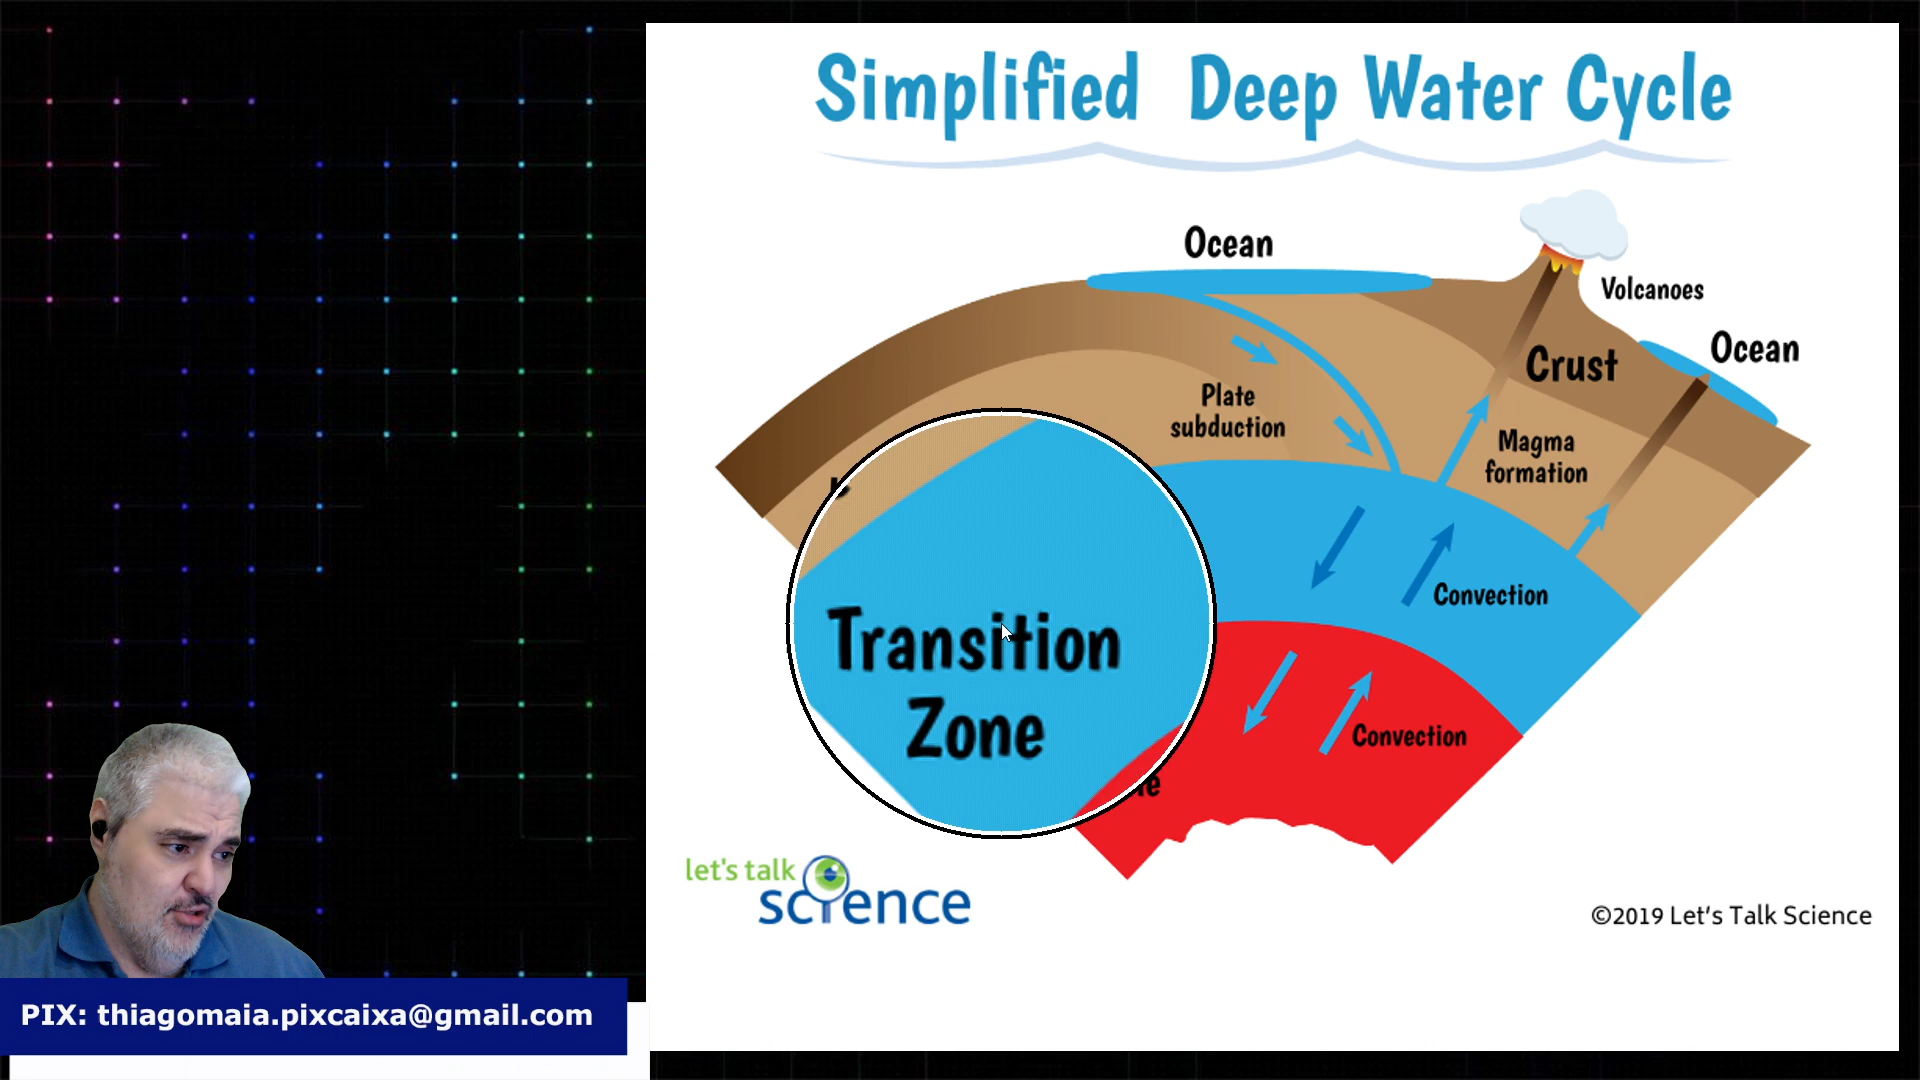 Simplified Deep Water Cycle
Ocean
Volcanoes
Ocean
Crust
Plate
subduction
Magma
formation
Convection
Transition
Zone
Convection
let's talk
science
©2019 Let's Talk Science
PIX: thiagomaia.pixcaixa@gmail.com